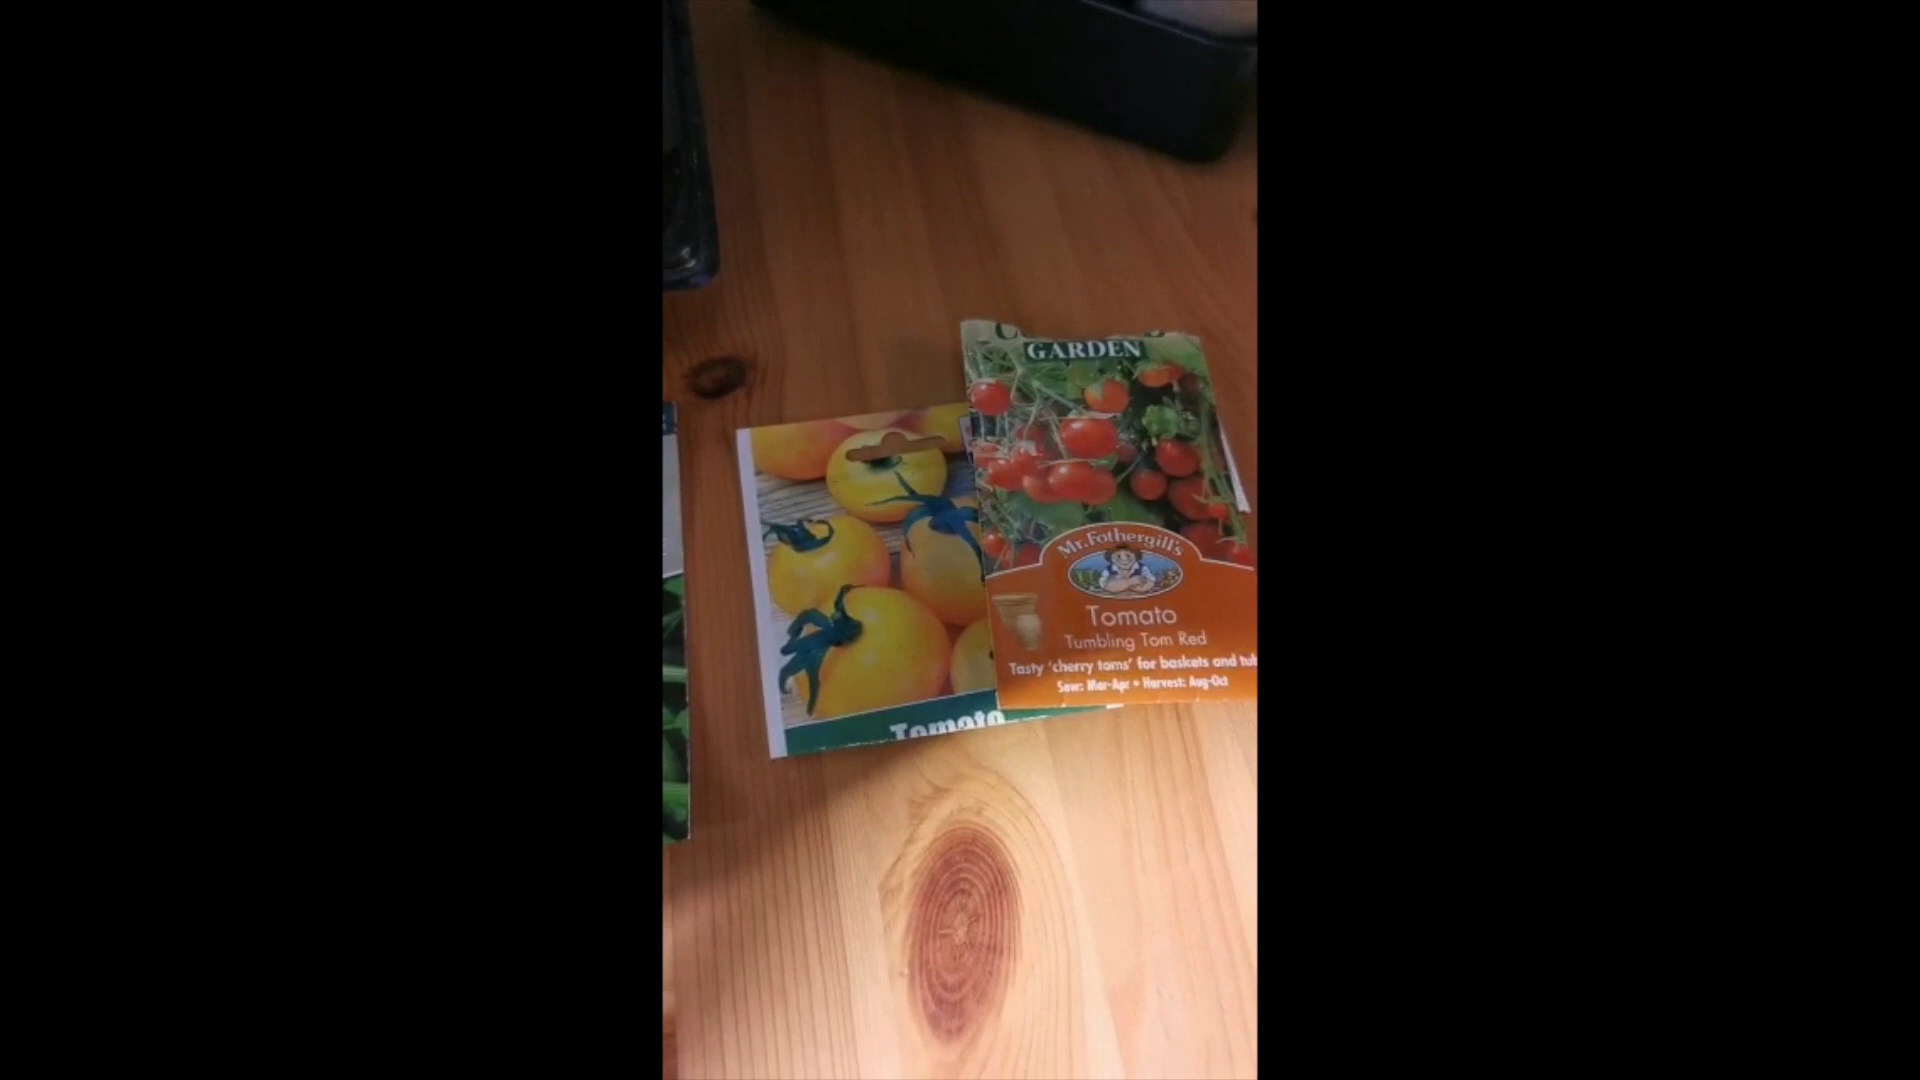 GARDEN
Mr.Fothergill's
Tomato
Tumbling Tom Red
Tasty 'cherry toms' for baskets and
Sow: Mar-Apr • Harvest: Aug-Oct
Tomato